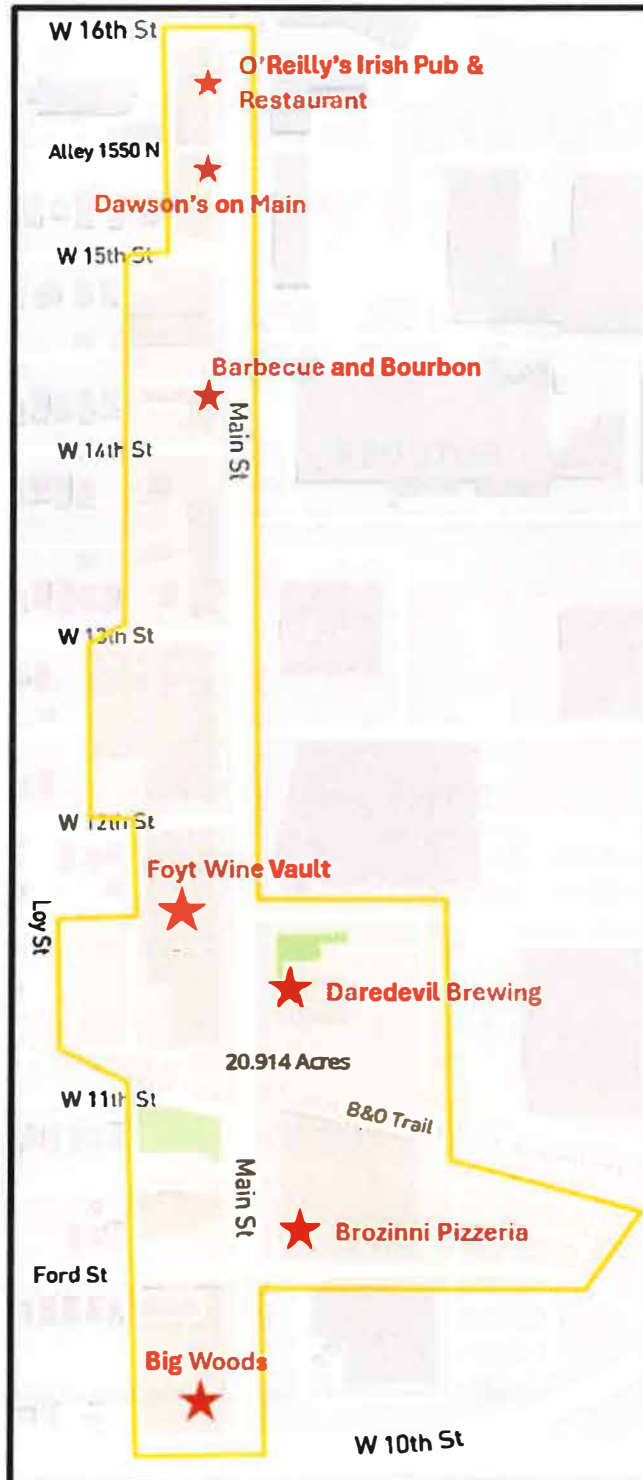 W 16th St
O'Reilly's Irish Pub &
Restaurant
Alley 1550 N
Dawson's on Main
W 15th St
Barbecue and Bourbon
Main St
W 14th St
W 13th St
W 12th St
Foyt Wine Vault
Loy St
Daredevil Brewing
20.914 Acres
W 11th St
B&O Trail
Main St
Brozinni Pizzeria
Ford St
Big Woods
W 10th St